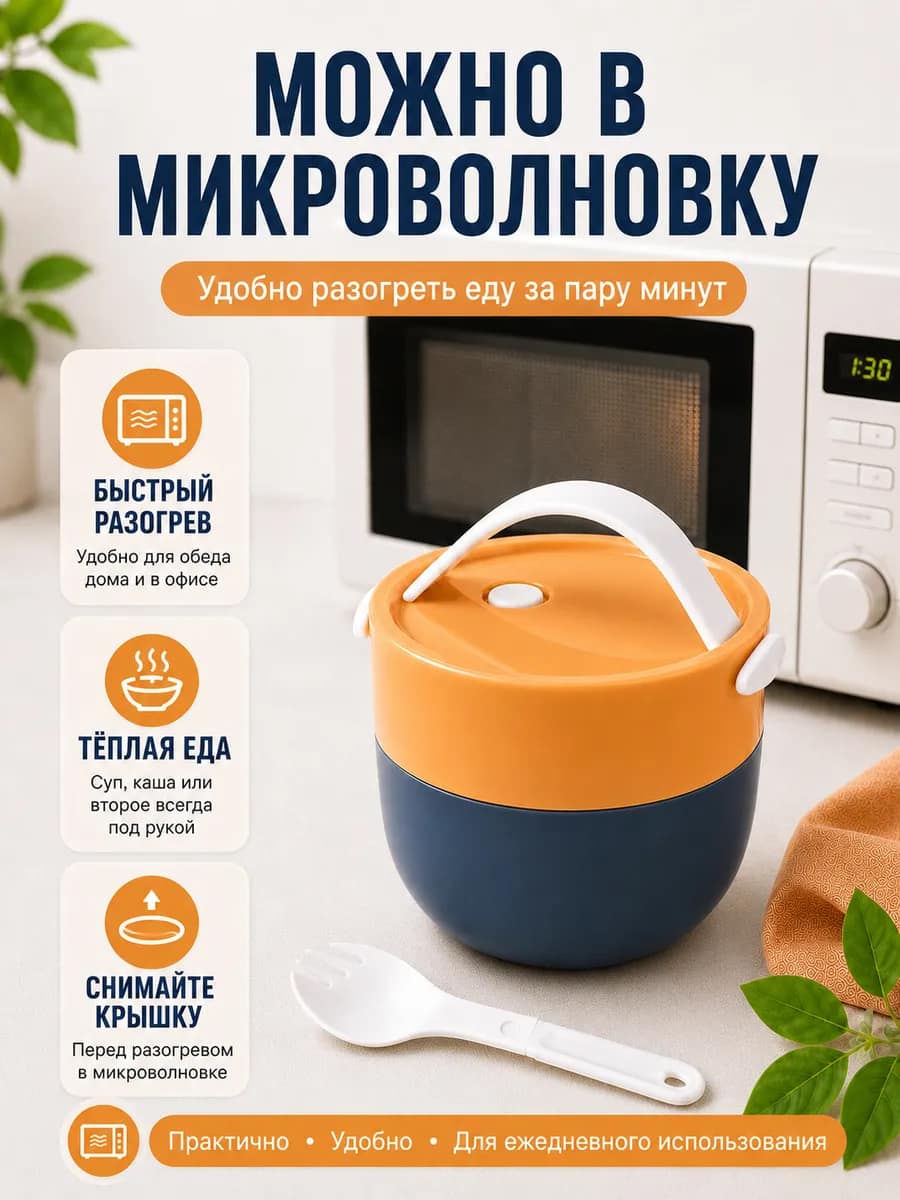 МОЖНО В
МИКРОВОЛНОВКУ
Удобно разогреть еду за пару минут
1:30
БЫСТРЫЙ
РАЗОГРЕВ
Удобно для обеда
дома и в офисе
ТЁПЛАЯ ЕДА
Суп, каша или
второе всегда
под рукой
СНИМАЙТЕ
КРЫШКУ
Перед разогревом
в микроволновке
Практично • Удобно • Для ежедневного использования